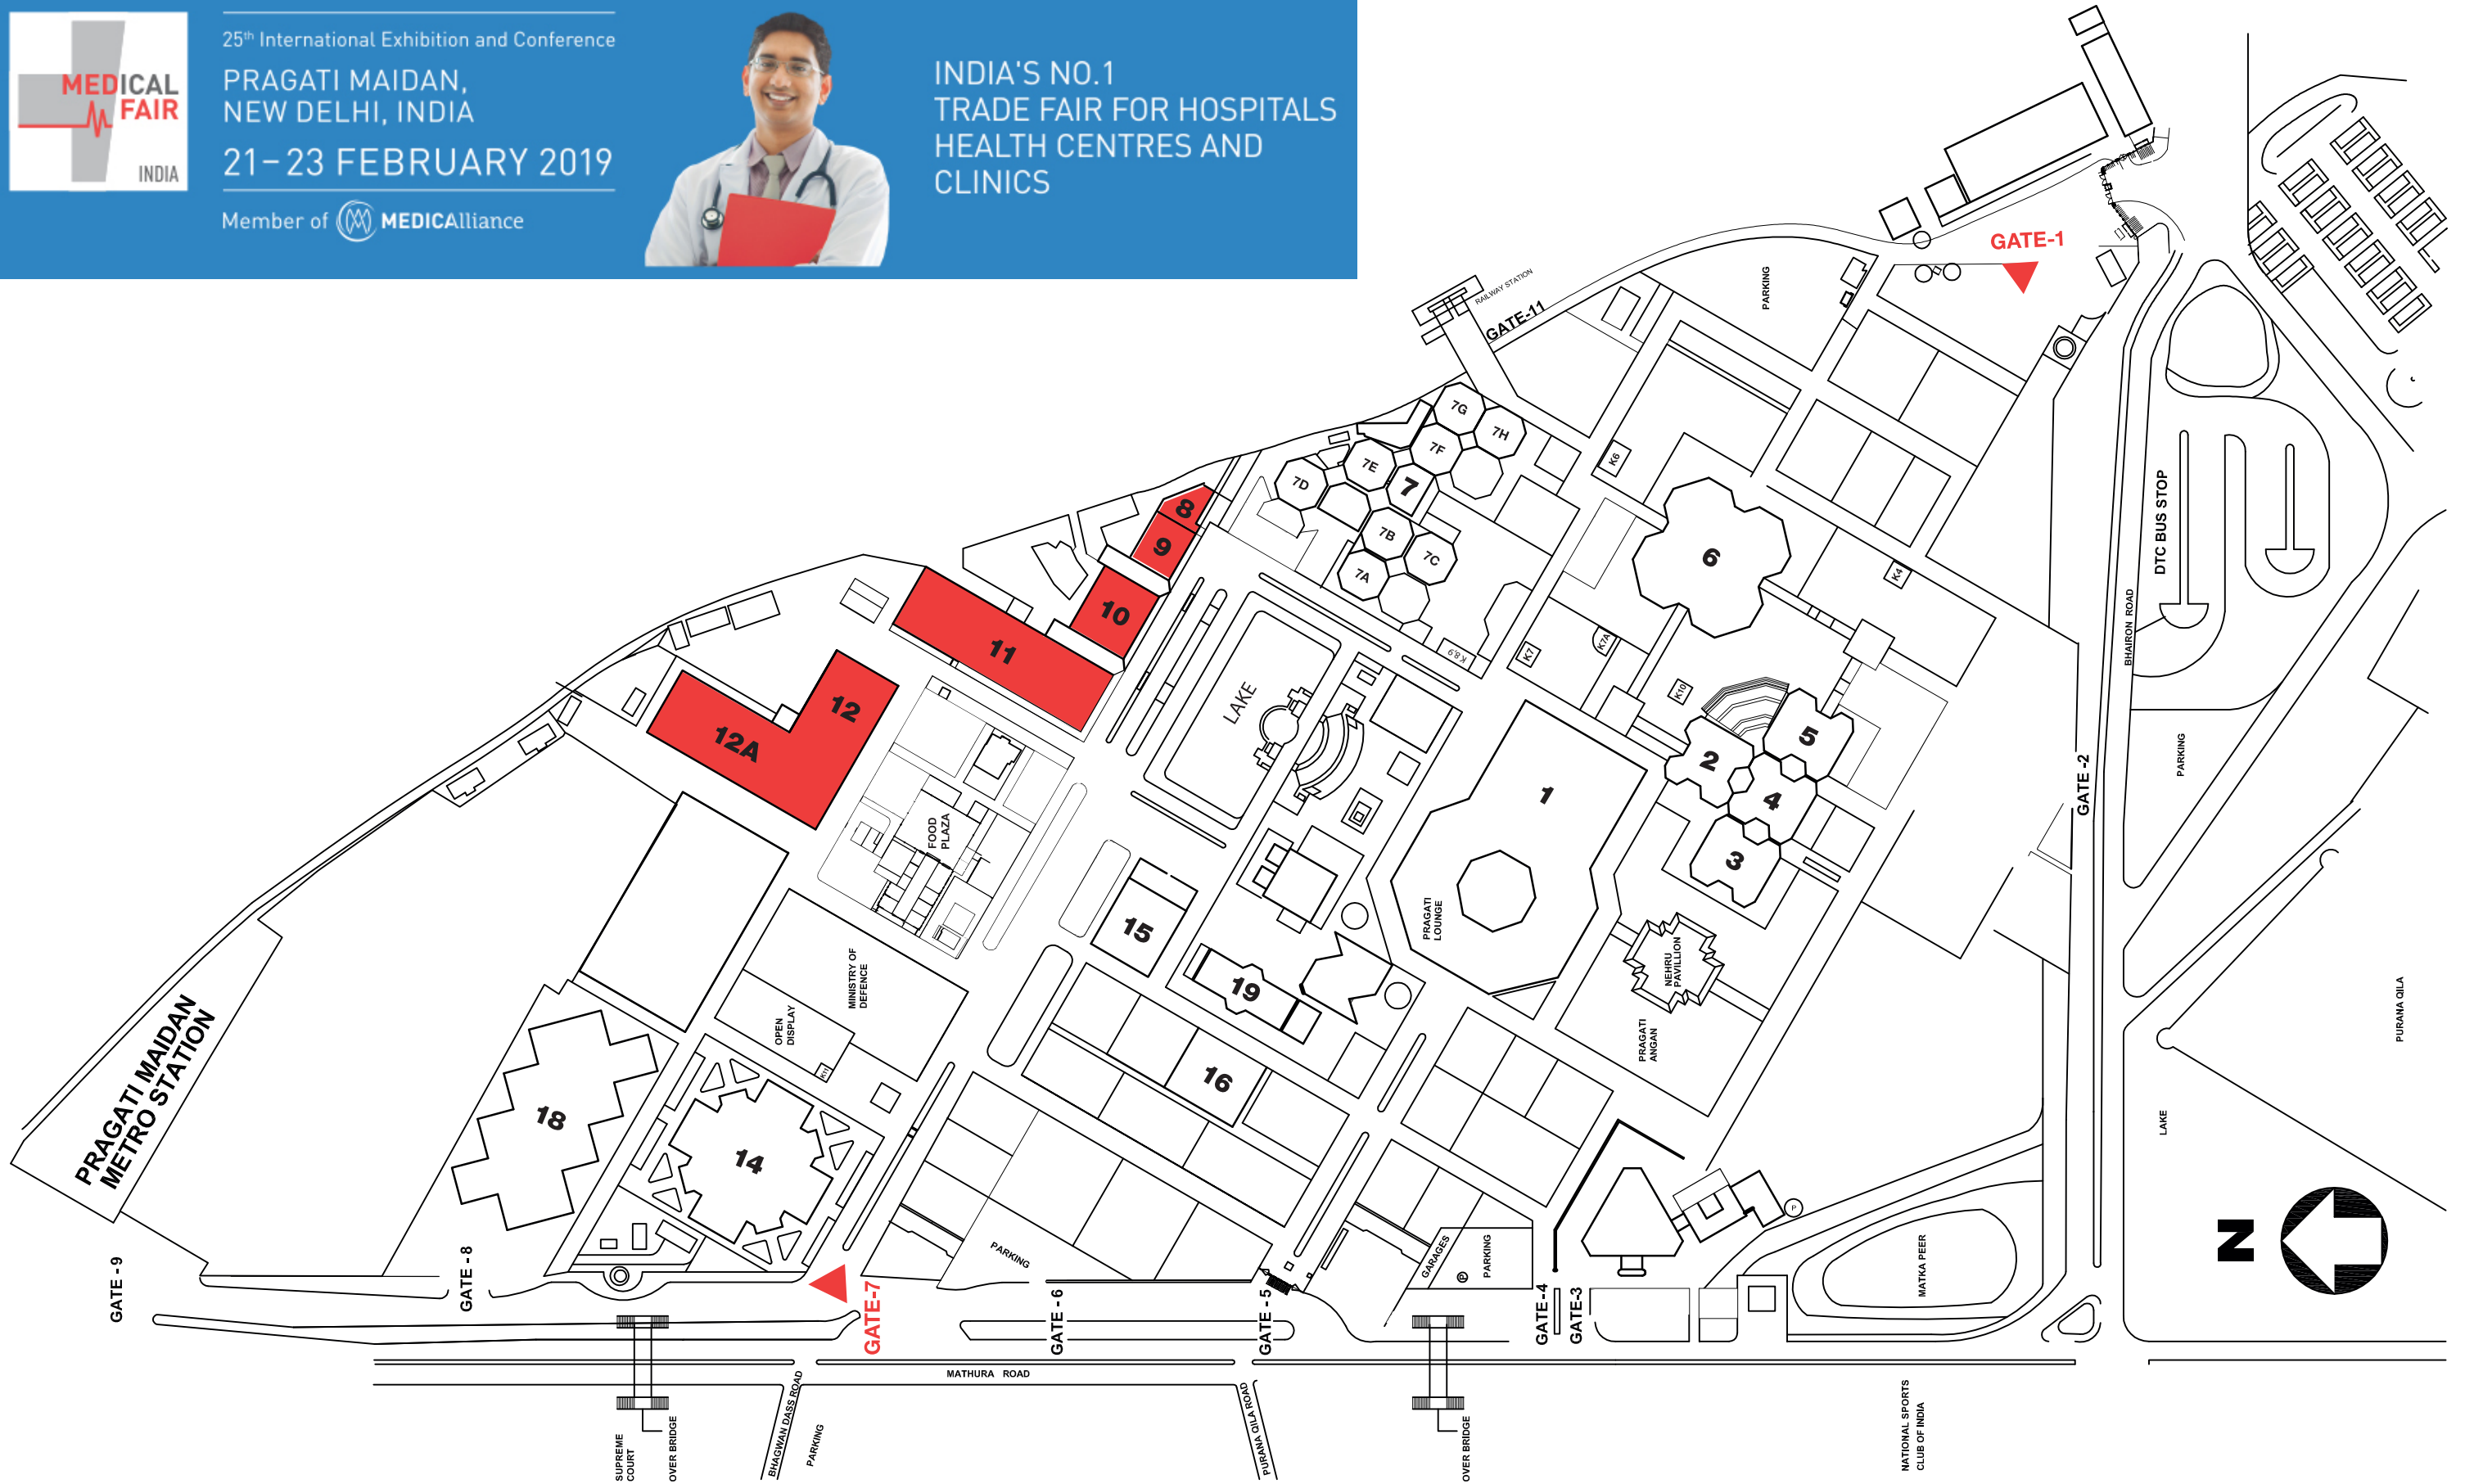 MEDICAL
FAIR
INDIA
25th International Exhibition and Conference
PRAGATI MAIDAN,
NEW DELHI, INDIA
21–23 FEBRUARY 2019
Member of MEDICAlliance
INDIA'S NO.1
TRADE FAIR FOR HOSPITALS
HEALTH CENTRES AND
CLINICS
GATE-1
PARKING
RAILWAY STATION
GATE-11
7G
7H
7F
7E
7D
7
7B
7C
7A
K6
6
K4
8
9
10
11
12
12A
K 8,9
K7
K7A
K10
LAKE
1
2
5
4
3
DTC BUS STOP
BHAIRON ROAD
GATE -2
PARKING
FOOD
PLAZA
15
19
16
PRAGATI
LOUNGE
NEHRU
PAVILLION
PRAGATI
ANGAN
PURANA QILA
LAKE
MINISTRY OF
DEFENCE
OPEN
DISPLAY
K11
PRAGATI MAIDAN
METRO STATION
18
14
N
GATE - 9
GATE - 8
GATE-7
PARKING
GATE - 6
GATE - 5
GARAGES
P
PARKING
GATE-4
GATE-3
P
MATKA PEER
MATHURA ROAD
SUPREME
COURT
OVER BRIDGE
BHAGWAN DASS ROAD
PARKING
PURANA QILA ROAD
OVER BRIDGE
NATIONAL SPORTS
CLUB OF INDIA